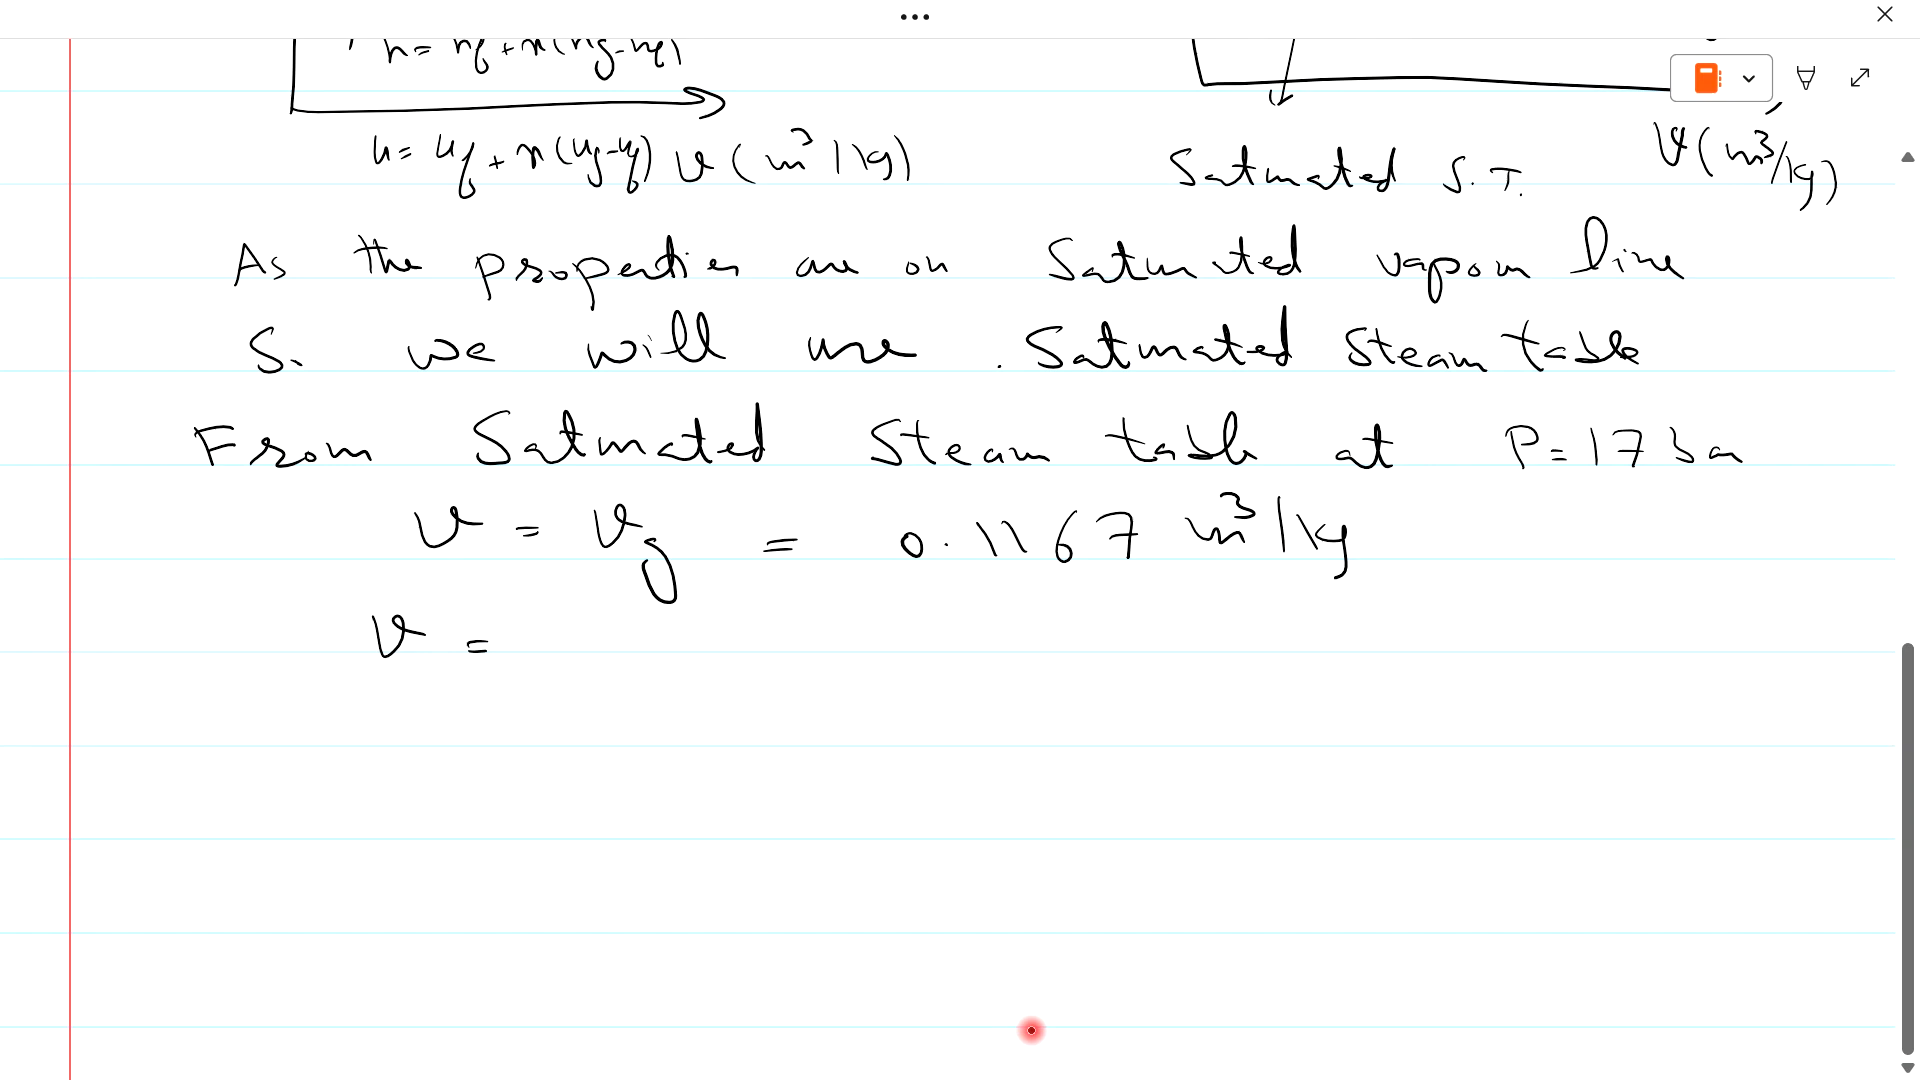 h = hf + x(hg-hf)
u = uf + x(ug-uf) v (m³/kg)
Saturated S.T.
v (m³/kg)
As the properties are on Saturated vapour line
So we will use Saturated Steam table
From Saturated Steam table at P = 17 bar
v = vg = 0.1167 m³/kg
v =